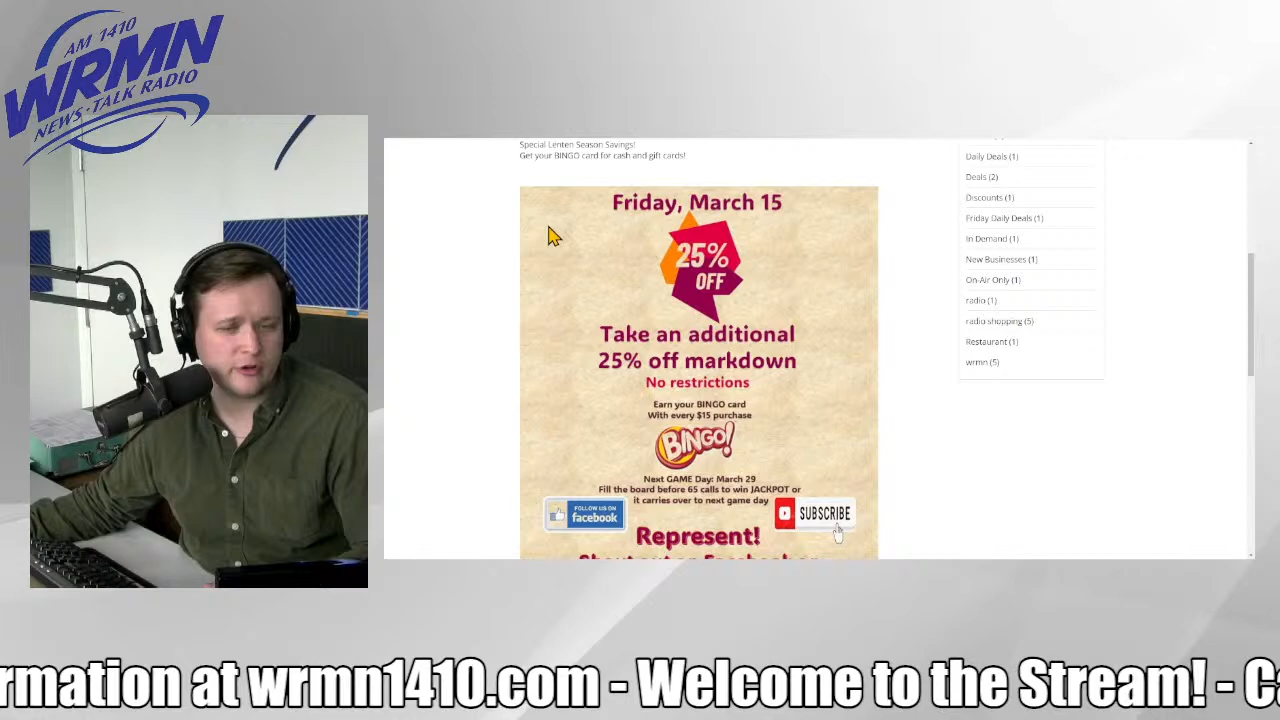 AM 1410
WRMN
NEWS·TALK RADIO
Special Lenten Season Savings!
Get your BINGO card for cash and gift cards!
Friday, March 15
25%
OFF
Take an additional
25% off markdown
No restrictions
Earn your BINGO card
With every $15 purchase
BINGO!
Next GAME Day: March 29
Fill the board before 65 calls to win JACKPOT or
it carries over to next game day
FOLLOW US ON
facebook
SUBSCRIBE
Represent!
Daily Deals (1)
Deals (2)
Discounts (1)
Friday Daily Deals (1)
In Demand (1)
New Businesses (1)
On-Air Only (1)
radio (1)
radio shopping (5)
Restaurant (1)
wrmn (5)
rmation at wrmn1410.com - Welcome to the Stream! - Ca